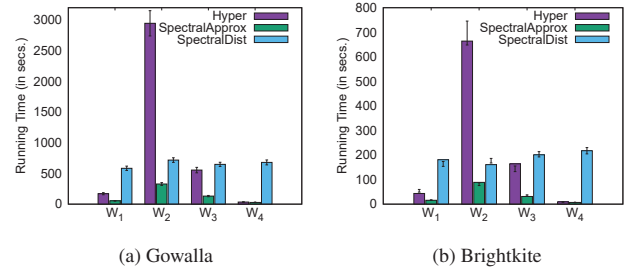 Hyper
SpectralApprox
SpectralDist
Running Time (in secs.)
3000
2500
2000
1500
1000
500
0
W1 W2 W3 W4
(a) Gowalla
Hyper
SpectralApprox
SpectralDist
Running Time (in secs.)
800
700
600
500
400
300
200
100
0
W1 W2 W3 W4
(b) Brightkite